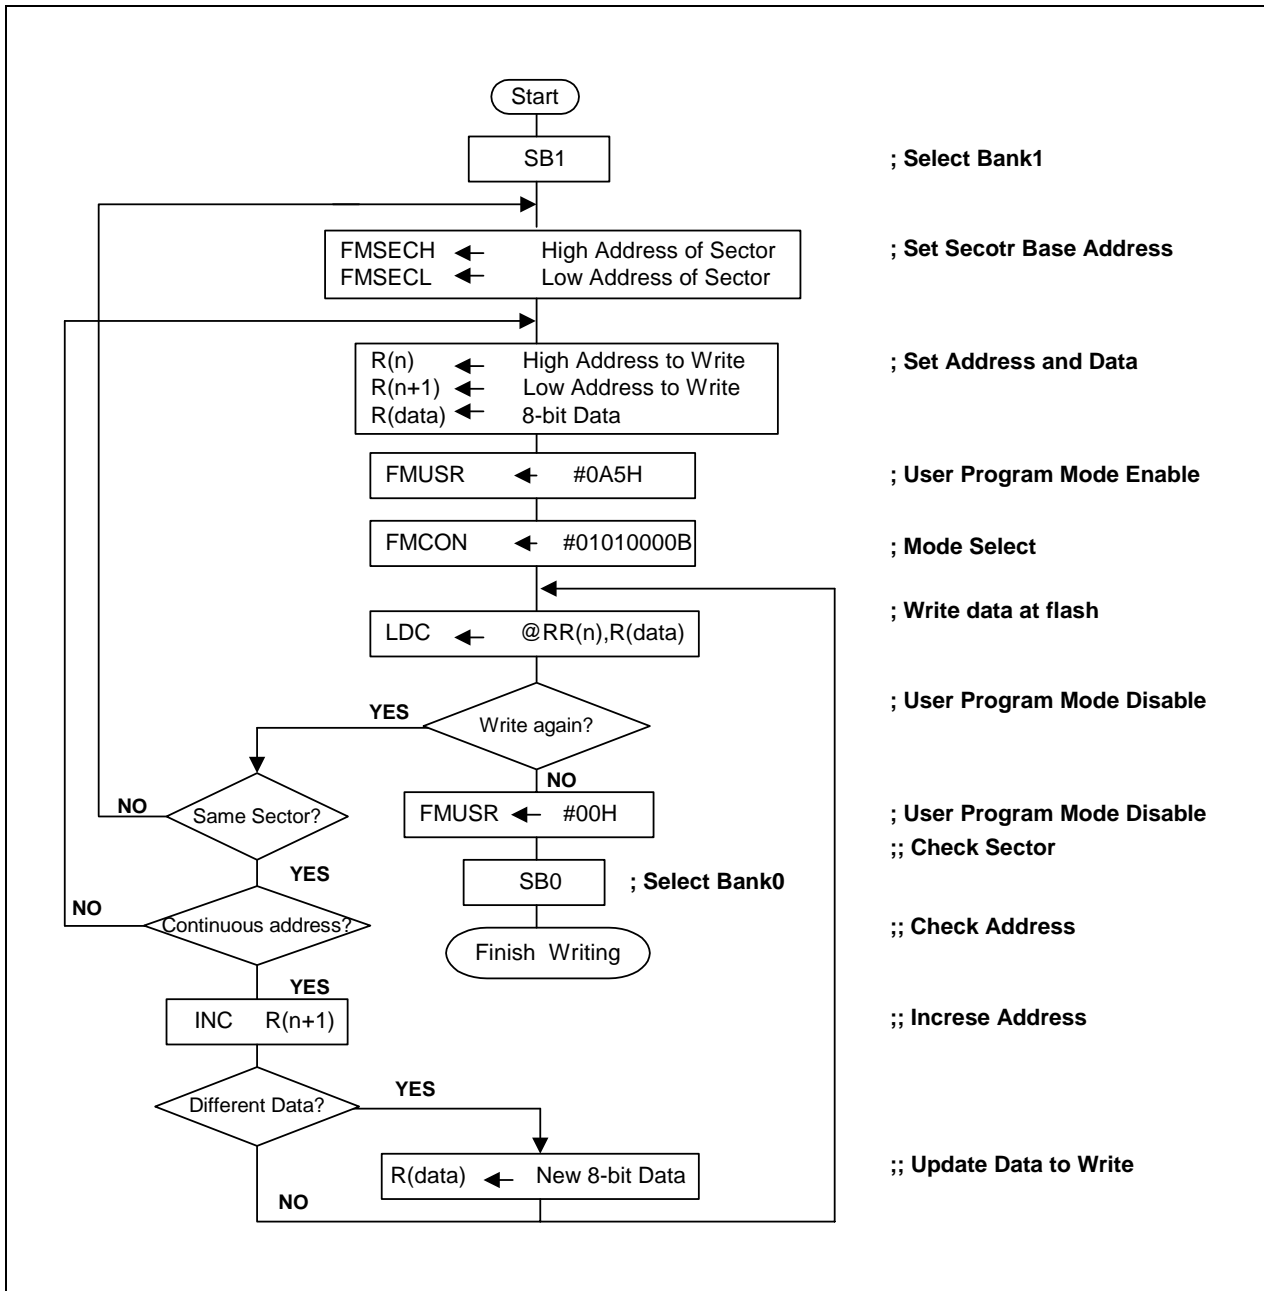 Start
SB1 ; Select Bank1
FMSECH High Address of Sector ; Set Secotr Base Address
FMSECL Low Address of Sector
R(n) High Address to Write ; Set Address and Data
R(n+1) Low Address to Write
R(data) 8-bit Data
FMUSR #0A5H ; User Program Mode Enable
FMCON #01010000B ; Mode Select
; Write data at flash
LDC @RR(n),R(data)
; User Program Mode Disable
YES Write again?
NO
NO Same Sector? FMUSR #00H ; User Program Mode Disable
;; Check Sector
YES
SB0 ; Select Bank0
NO Continuous address? ;; Check Address
Finish Writing
YES
INC R(n+1) ;; Increse Address
YES
Different Data?
R(data) New 8-bit Data ;; Update Data to Write
NO